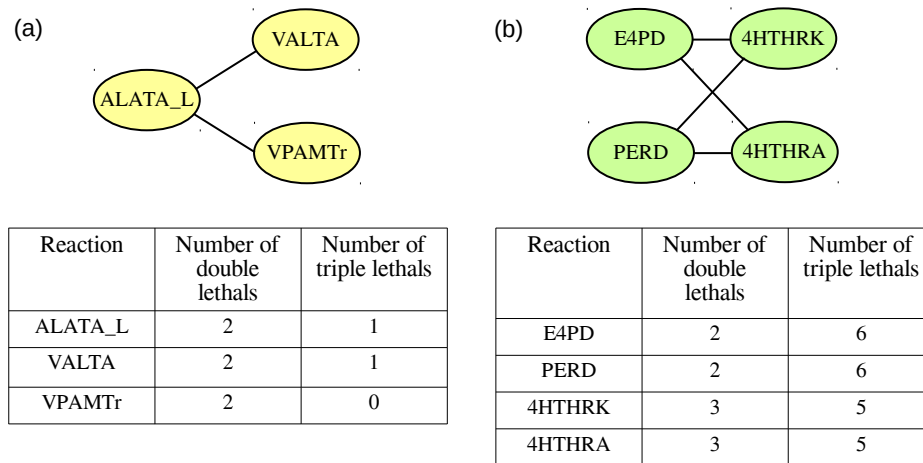 (a)
VALTA
ALATA_L
VPAMTr
Reaction Number of double lethals Number of triple lethals
ALATA_L 2 1
VALTA 2 1
VPAMTr 2 0
(b)
E4PD 4HTHRK
PERD 4HTHRA
Reaction Number of double lethals Number of triple lethals
E4PD 2 6
PERD 2 6
4HTHRK 3 5
4HTHRA 3 5